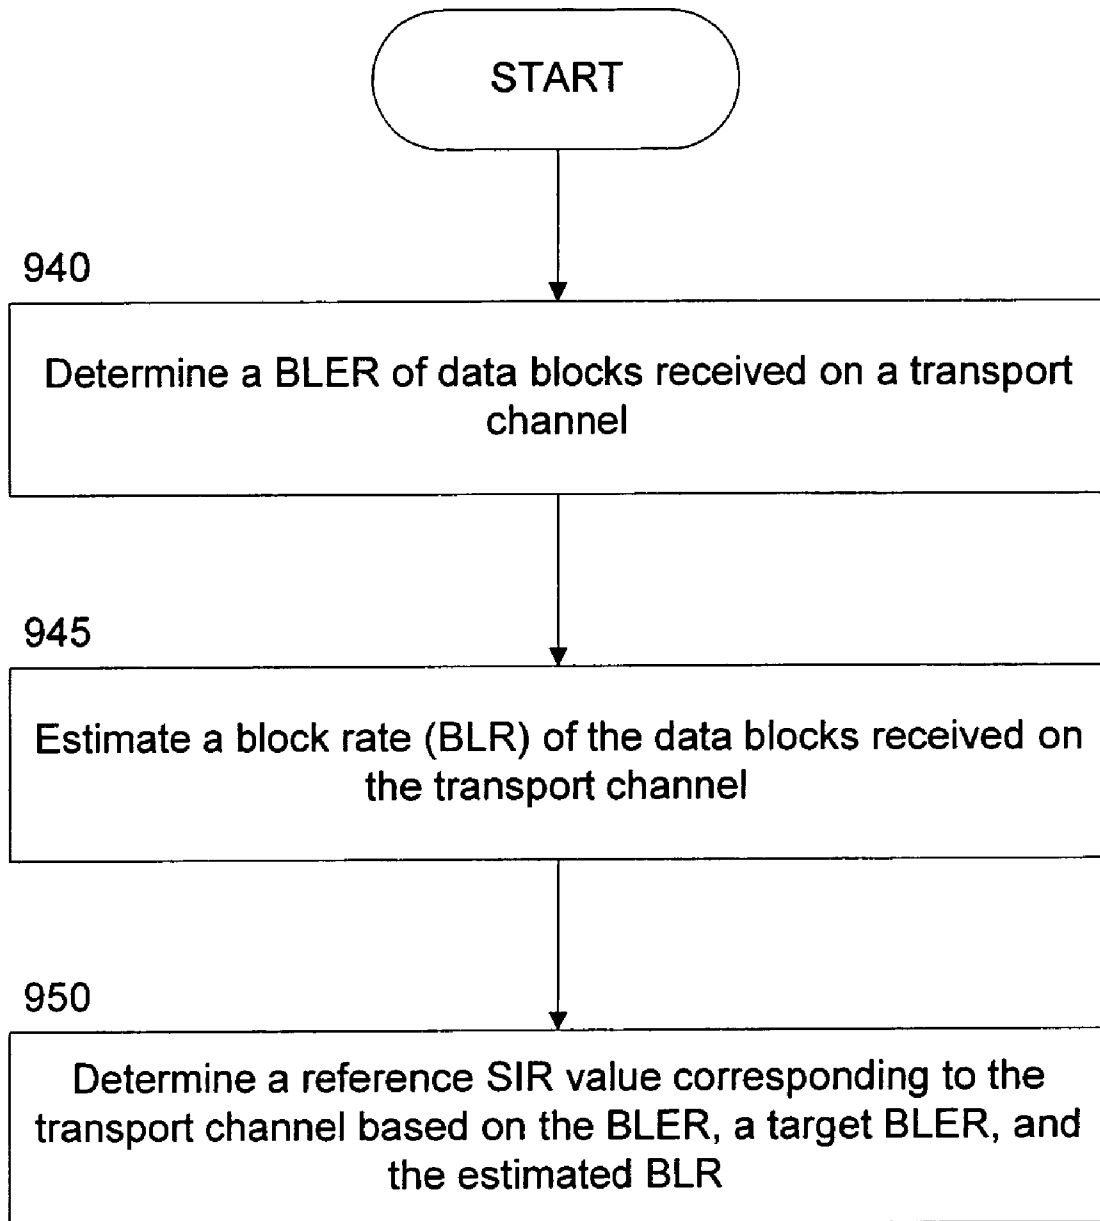 START
940
Determine a BLER of data blocks received on a transport
channel
945
Estimate a block rate (BLR) of the data blocks received on
the transport channel
950
Determine a reference SIR value corresponding to the
transport channel based on the BLER, a target BLER, and
the estimated BLR